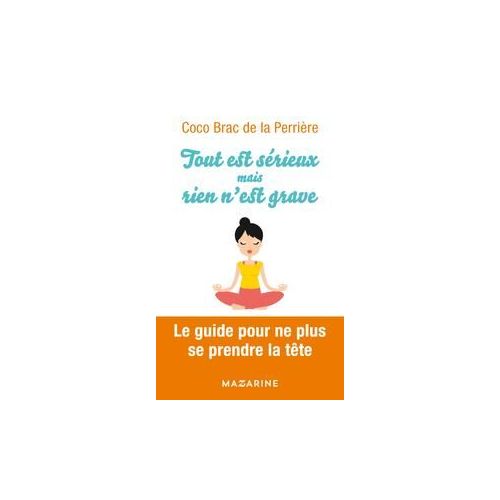 Coco Brac de la Perrière
Tout est sérieux
mais
rien n'est grave
Le guide pour ne plus
se prendre la tête
MAZARINE